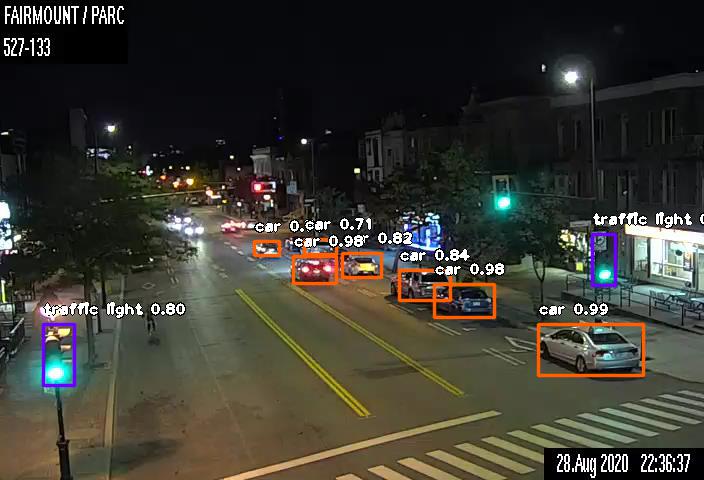 FAIRMOUNT / PARC
527-133
car 0.
car 0.71
car 0.98
0.82
car 0.84
car 0.98
traffic light 0
traffic light 0.80
car 0.99
28.Aug 2020 22:36:37